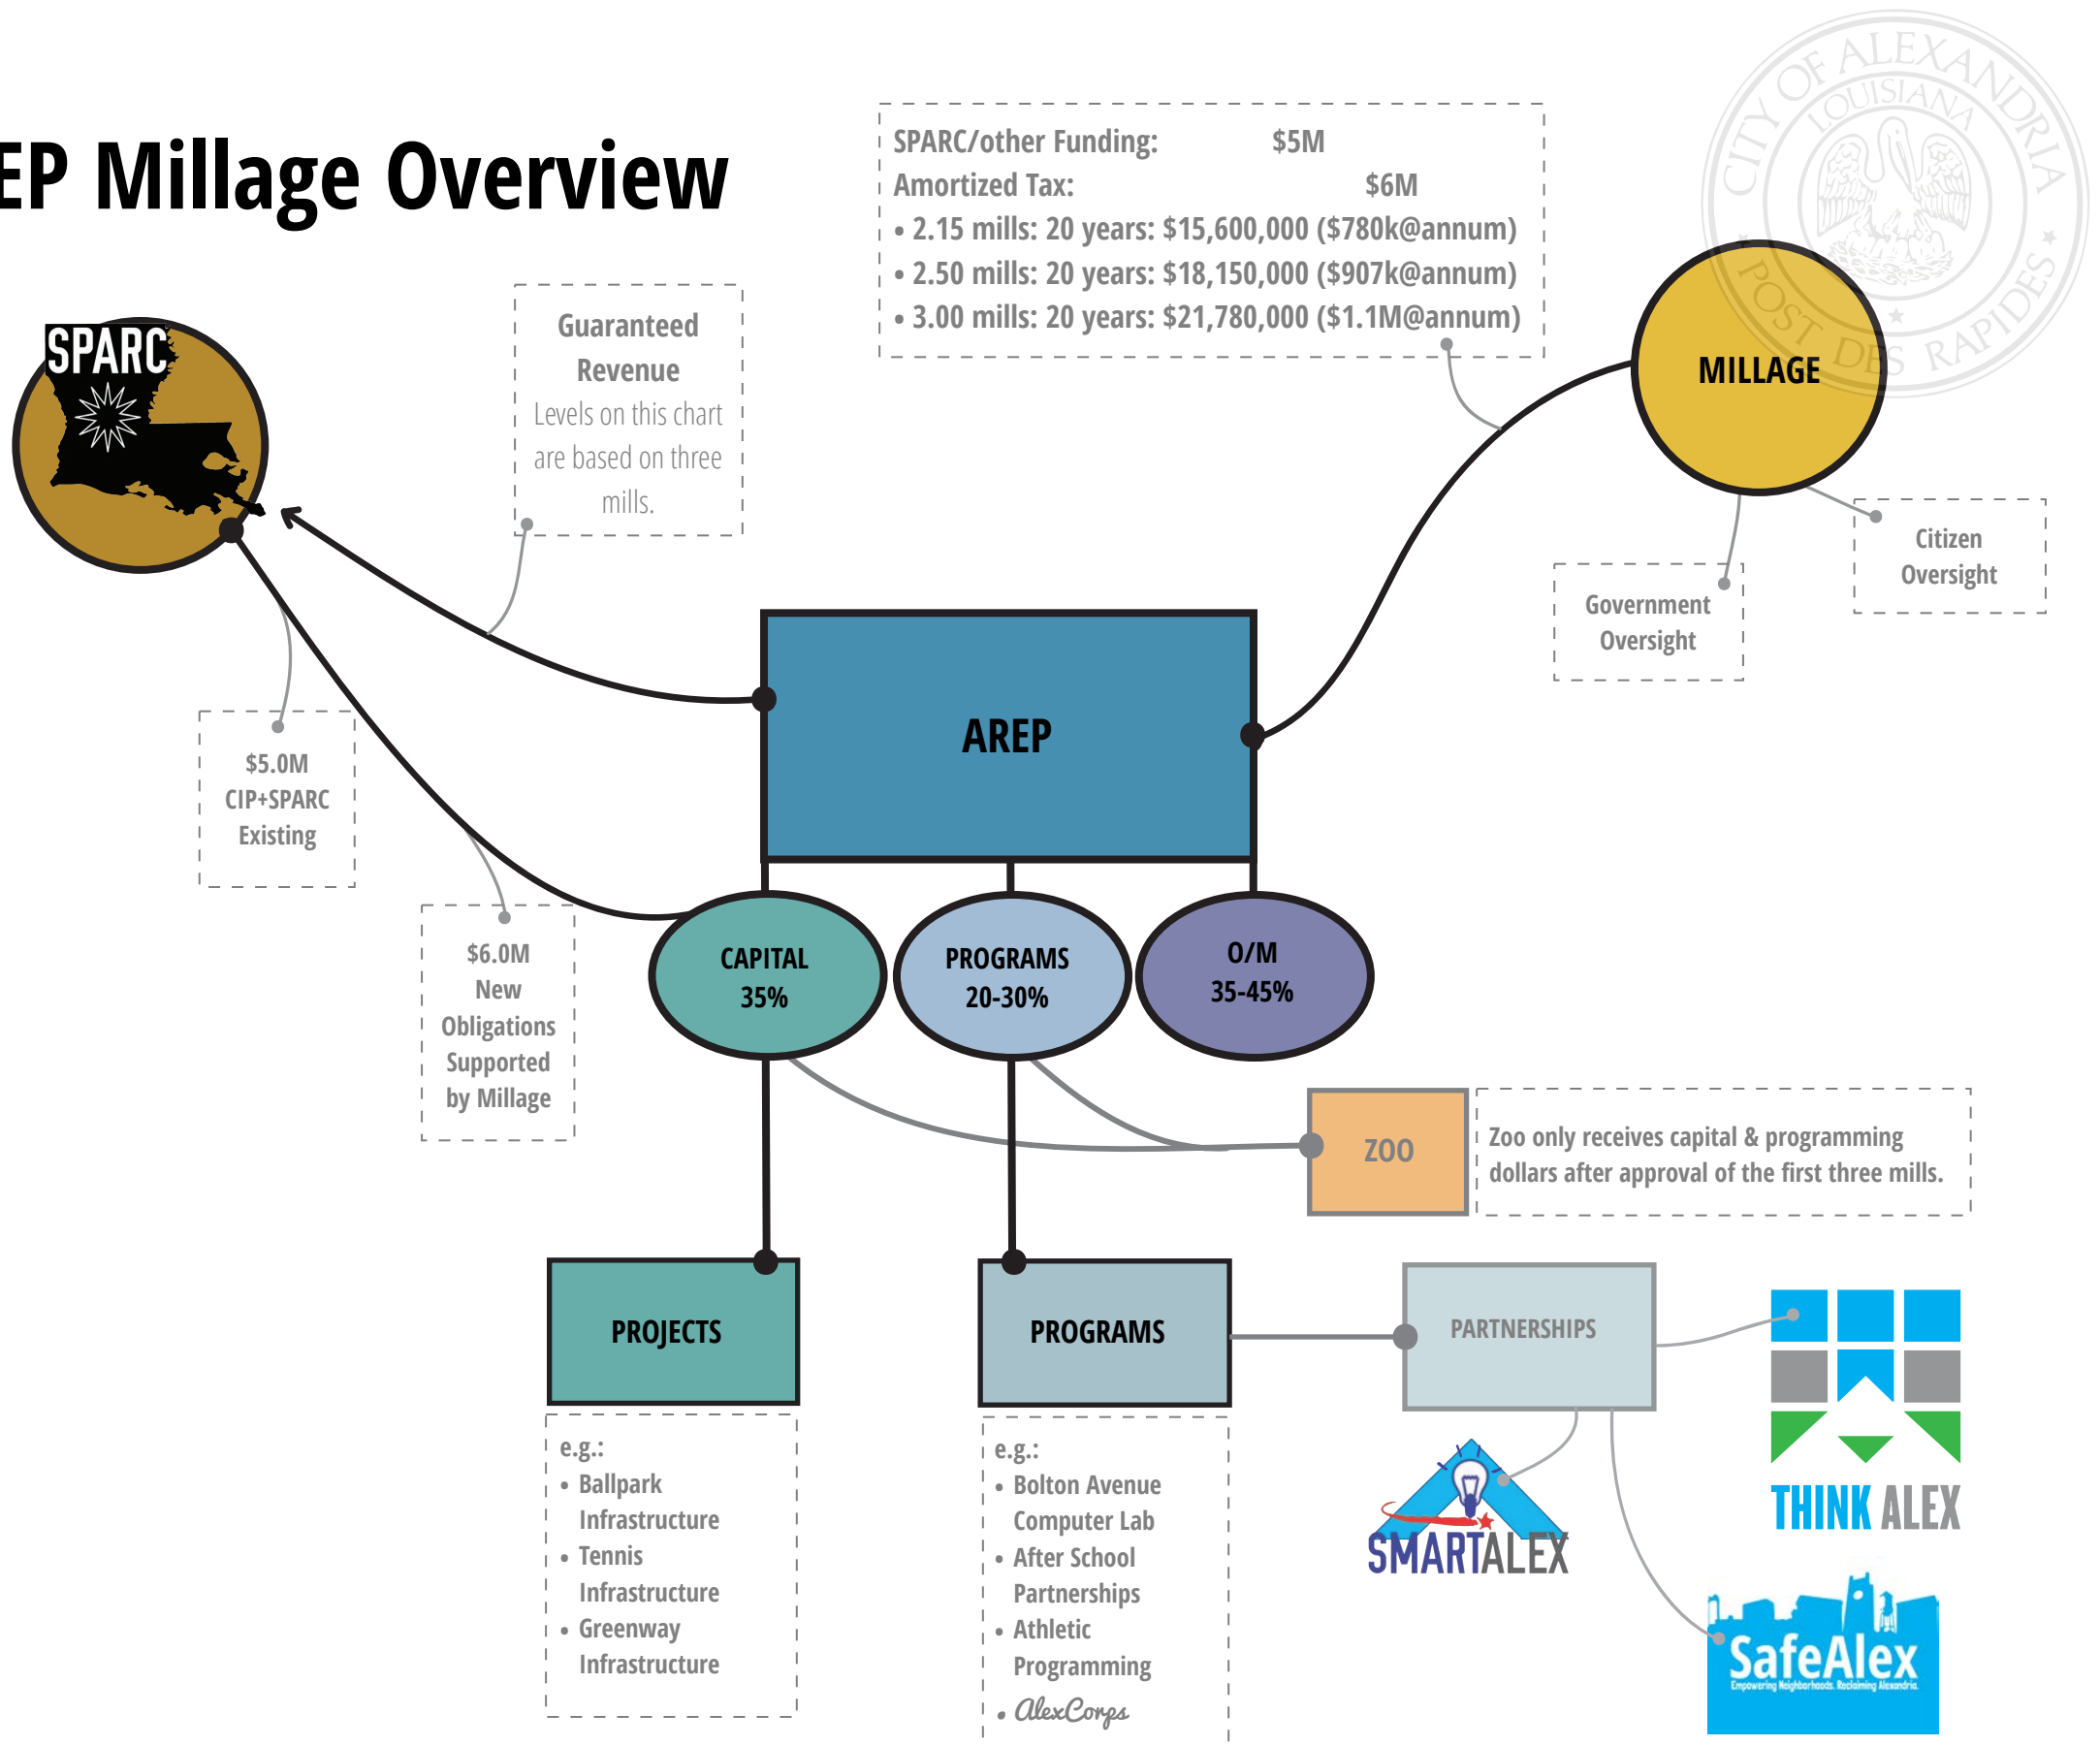 EP Millage Overview
SPARC/other Funding: $5M
Amortized Tax: $6M
• 2.15 mills: 20 years: $15,600,000 ($780k@annum)
• 2.50 mills: 20 years: $18,150,000 ($907k@annum)
• 3.00 mills: 20 years: $21,780,000 ($1.1M@annum)
CITY OF ALEXANDRIA
LOUISIANA
POST DES RAPIDES
MILLAGE
SPARC
Guaranteed
Revenue
Levels on this chart
are based on three
mills.
Citizen
Oversight
Government
Oversight
AREP
$5.0M
CIP+SPARC
Existing
$6.0M
New
Obligations
Supported
by Millage
CAPITAL
35%
PROGRAMS
20-30%
O/M
35-45%
ZOO
Zoo only receives capital & programming
dollars after approval of the first three mills.
PROJECTS
PROGRAMS
PARTNERSHIPS
e.g.:
• Ballpark
Infrastructure
• Tennis
Infrastructure
• Greenway
Infrastructure
e.g.:
• Bolton Avenue
Computer Lab
• After School
Partnerships
• Athletic
Programming
• AlexCorps
SMARTALEX
THINK ALEX
SafeAlex
Empowering Neighborhoods. Reclaiming Alexandria.